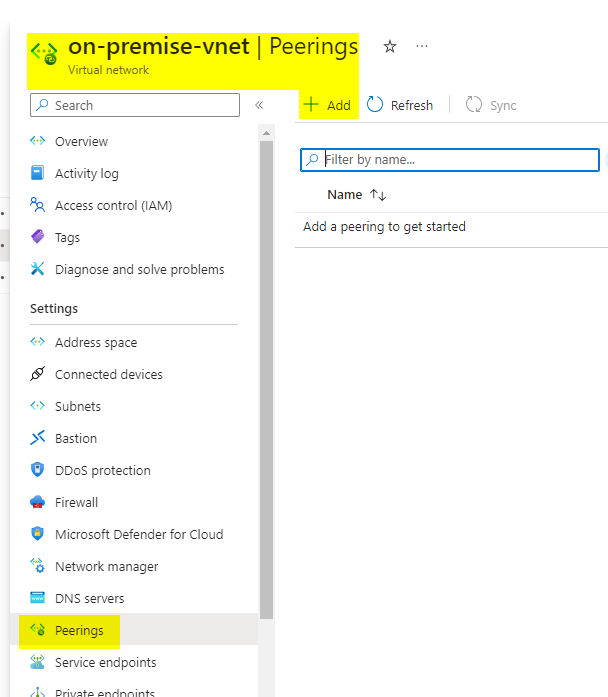 on-premise-vnet | Peerings
Virtual network
Search
Add
Refresh
Sync
Overview
Activity log
Access control (IAM)
Tags
Diagnose and solve problems
Settings
Address space
Connected devices
Subnets
Bastion
DDoS protection
Firewall
Microsoft Defender for Cloud
Network manager
DNS servers
Peerings
Service endpoints
Private endpoints
Filter by name...
Name
Add a peering to get started